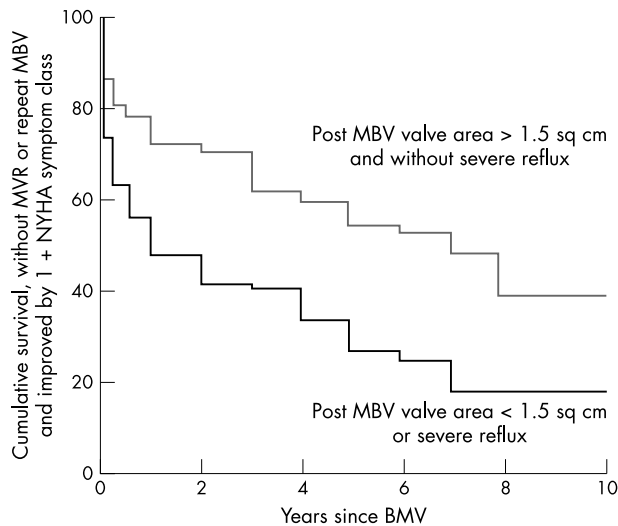 Cumulative survival, without MVR or repeat MBV
and improved by 1 + NYHA symptom class
100
80
60
40
20
0
Post MBV valve area > 1.5 sq cm
and without severe reflux
Post MBV valve area < 1.5 sq cm
or severe reflux
0 2 4 6 8 10
Years since BMV